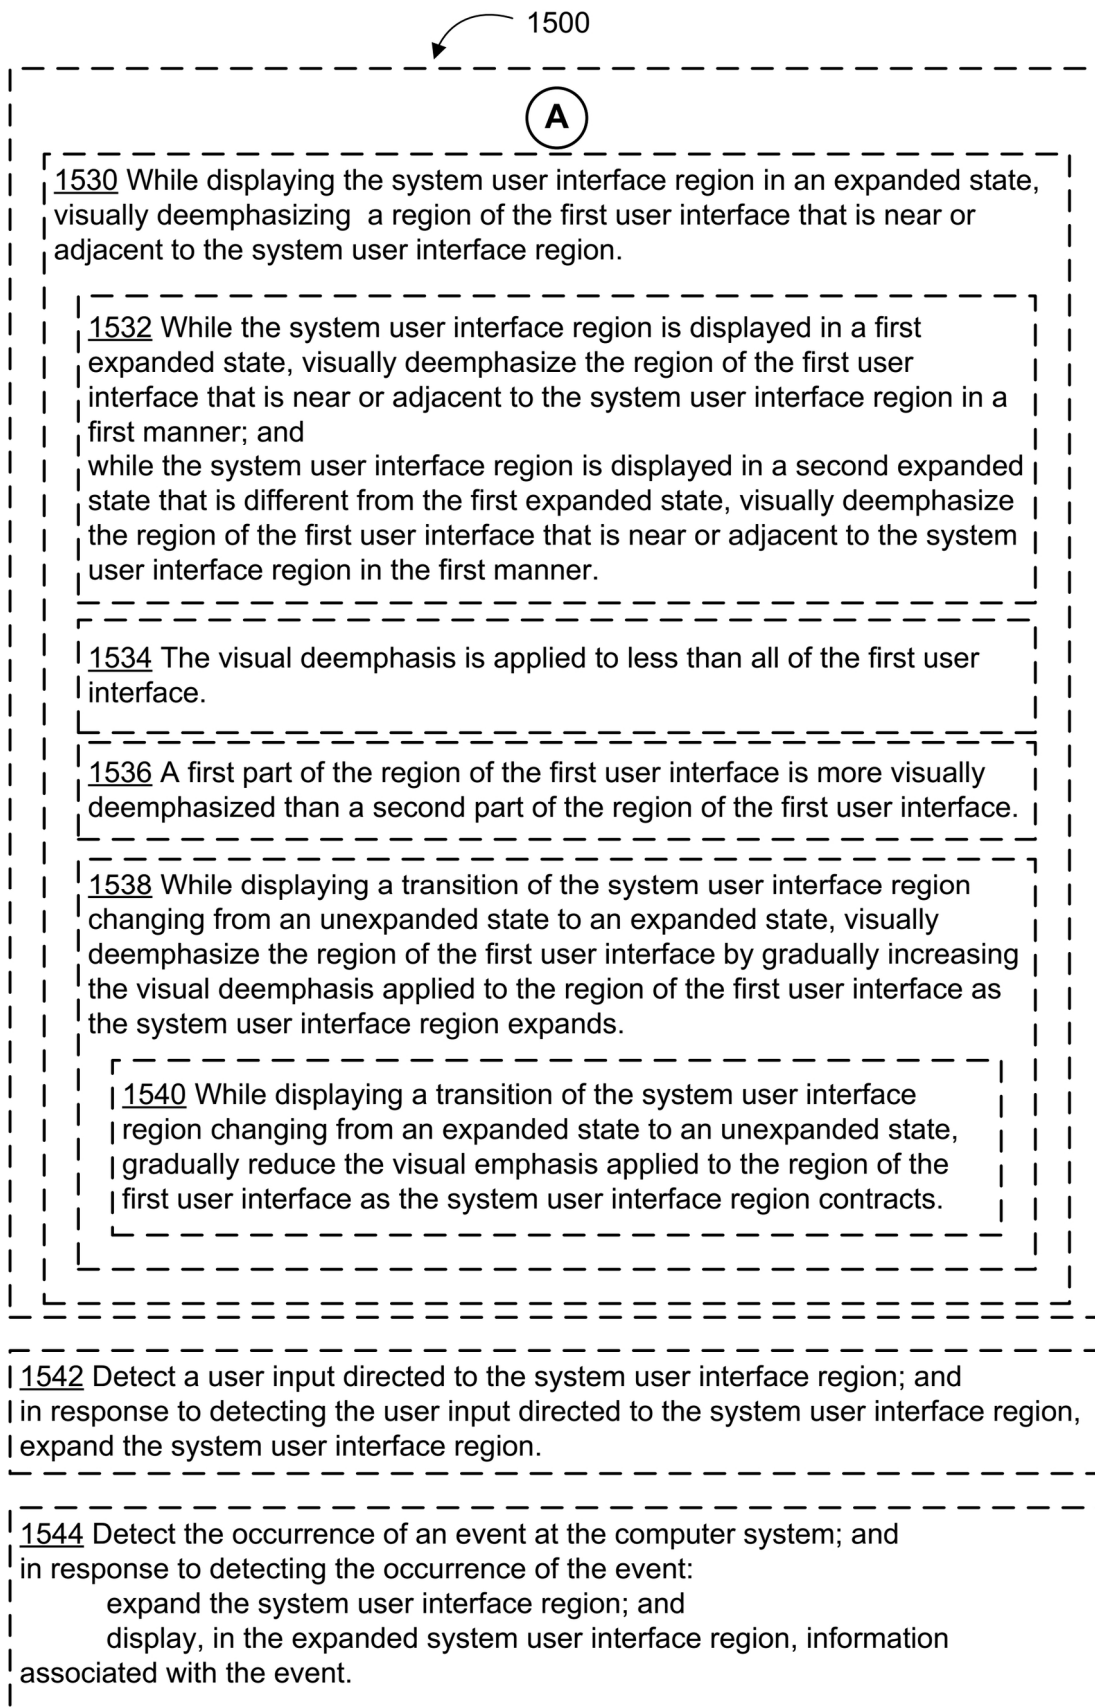 1500
A
1530 While displaying the system user interface region in an expanded state,
visually deemphasizing a region of the first user interface that is near or
adjacent to the system user interface region.
1532 While the system user interface region is displayed in a first
expanded state, visually deemphasize the region of the first user
interface that is near or adjacent to the system user interface region in a
first manner; and
while the system user interface region is displayed in a second expanded
state that is different from the first expanded state, visually deemphasize
the region of the first user interface that is near or adjacent to the system
user interface region in the first manner.
1534 The visual deemphasis is applied to less than all of the first user
interface.
1536 A first part of the region of the first user interface is more visually
deemphasized than a second part of the region of the first user interface.
1538 While displaying a transition of the system user interface region
changing from an unexpanded state to an expanded state, visually
deemphasize the region of the first user interface by gradually increasing
the visual deemphasis applied to the region of the first user interface as
the system user interface region expands.
1540 While displaying a transition of the system user interface
region changing from an expanded state to an unexpanded state,
gradually reduce the visual emphasis applied to the region of the
first user interface as the system user interface region contracts.
1542 Detect a user input directed to the system user interface region; and
in response to detecting the user input directed to the system user interface region,
expand the system user interface region.
1544 Detect the occurrence of an event at the computer system; and
in response to detecting the occurrence of the event:
expand the system user interface region; and
display, in the expanded system user interface region, information
associated with the event.